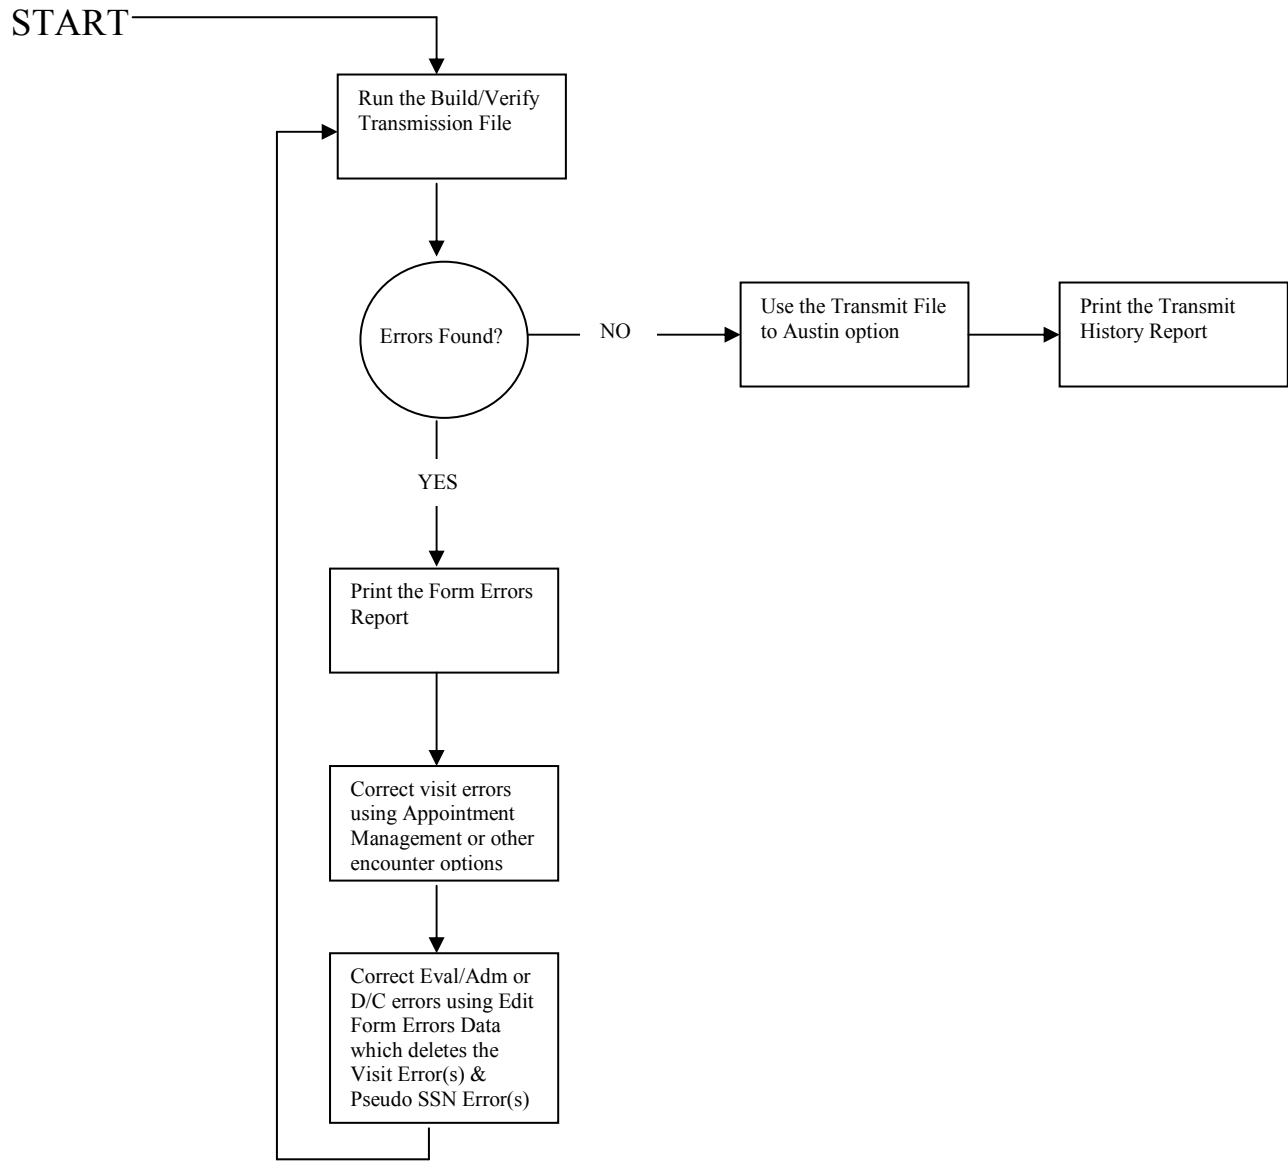 START
Run the Build/Verify
Transmission File
Errors Found?
NO
Use the Transmit File
to Austin option
Print the Transmit
History Report
YES
Print the Form Errors
Report
Correct visit errors
using Appointment
Management or other
encounter options
Correct Eval/Adm or
D/C errors using Edit
Form Errors Data
which deletes the
Visit Error(s) &
Pseudo SSN Error(s)